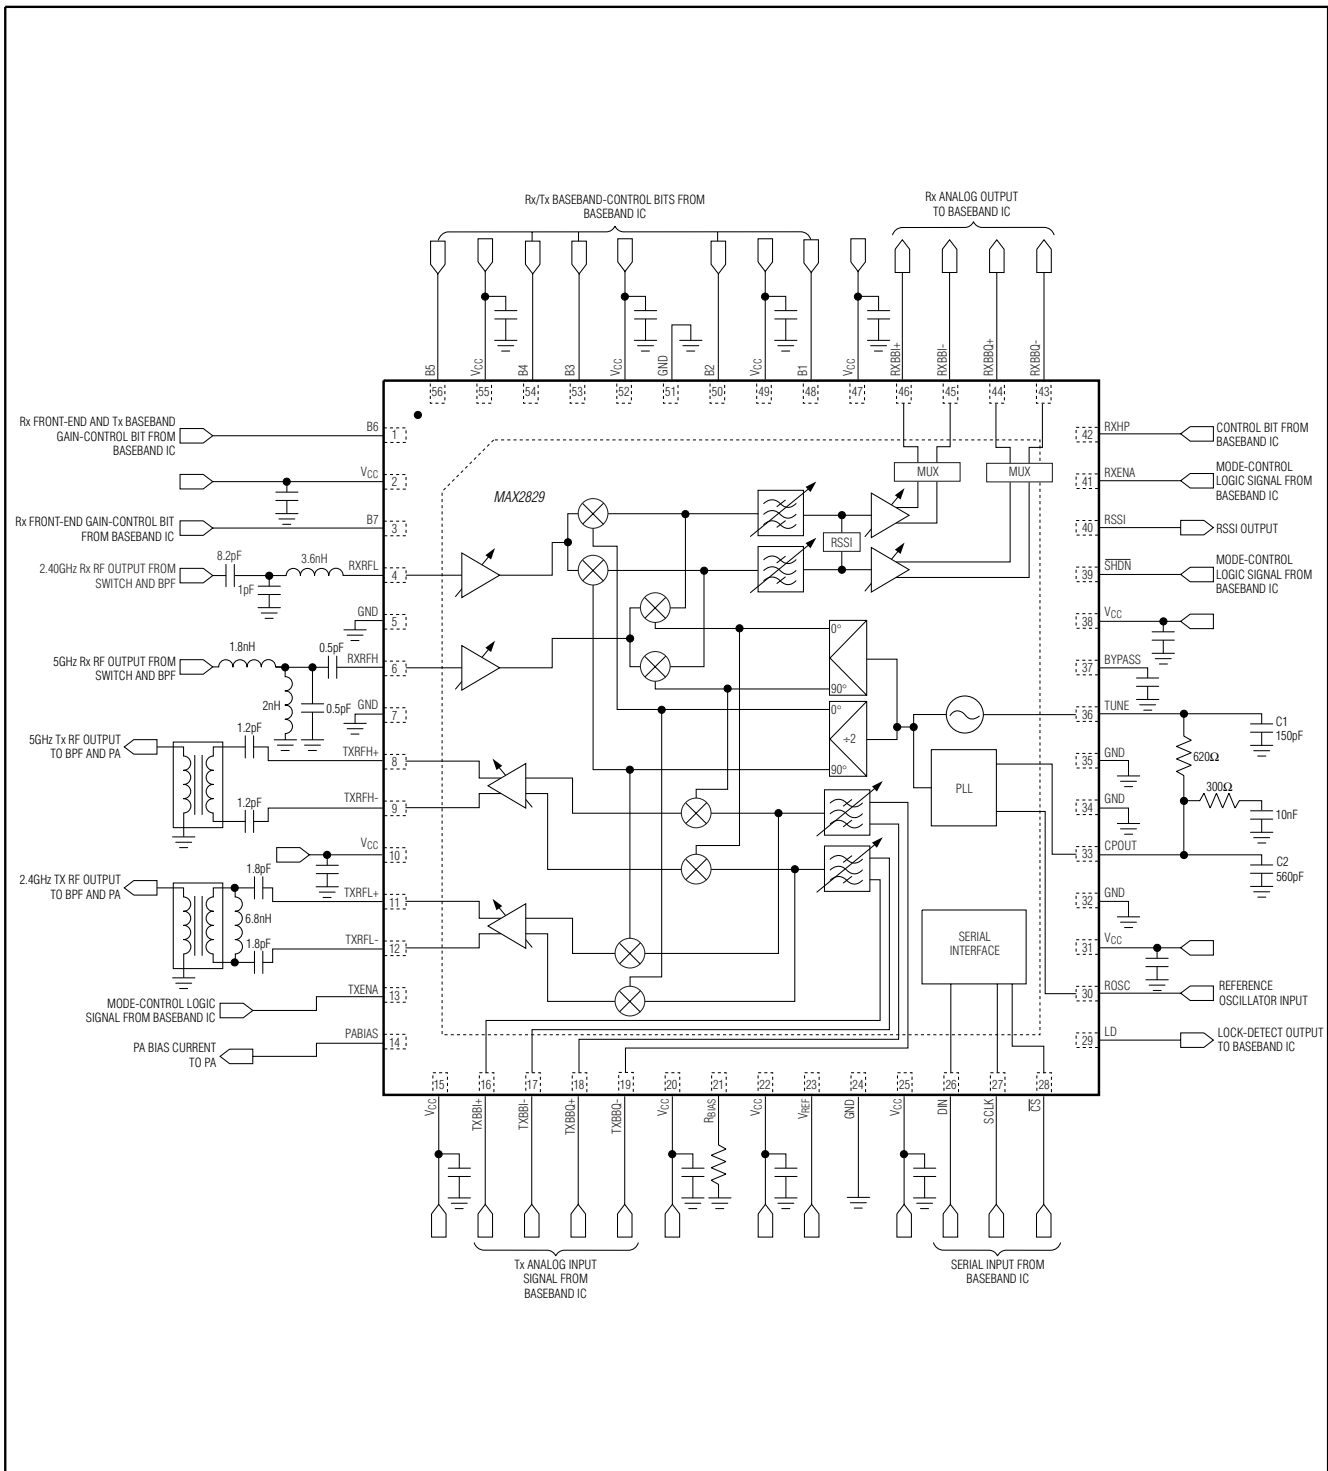 Rx/Tx BASEBAND-CONTROL BITS FROM
BASEBAND IC
Rx ANALOG OUTPUT
TO BASEBAND IC
B5
VCC
B4
B3
VCC
GND
B2
VCC
B1
VCC
RXBBI+
RXBBI-
RXBBQ+
RXBBQ-
56
55
54
53
52
51
50
49
48
47
46
45
44
43
Rx FRONT-END AND Tx BASEBAND
GAIN-CONTROL BIT FROM
BASEBAND IC
B6
1
VCC
2
Rx FRONT-END GAIN-CONTROL BIT
FROM BASEBAND IC
B7
3
2.40GHz Rx RF OUTPUT FROM
SWITCH AND BPF
8.2pF
1pF
3.6nH
RXRFL
4
GND
5
5GHz Rx RF OUTPUT FROM
SWITCH AND BPF
1.8nH
0.5pF
2nH
0.5pF
RXRFH
6
GND
7
5GHz Tx RF OUTPUT
TO BPF AND PA
1.2pF
TXRFH+
8
1.2pF
TXRFH-
9
VCC
10
2.4GHz TX RF OUTPUT
TO BPF AND PA
1.8pF
6.8nH
1.8pF
TXRFL+
11
TXRFL-
12
MODE-CONTROL LOGIC
SIGNAL FROM BASEBAND IC
TXENA
13
PA BIAS CURRENT
TO PA
PABIAS
14
MAX2829
MUX
MUX
RSSI
0°
90°
0°
÷2
90°
PLL
SERIAL
INTERFACE
42
RXHP
CONTROL BIT FROM
BASEBAND IC
41
RXENA
MODE-CONTROL
LOGIC SIGNAL FROM
BASEBAND IC
40
RSSI
RSSI OUTPUT
39
SHDN
MODE-CONTROL
LOGIC SIGNAL FROM
BASEBAND IC
38
VCC
37
BYPASS
36
TUNE
C1
150pF
620Ω
35
GND
300Ω
10nF
34
GND
33
CPOUT
C2
560pF
32
GND
31
VCC
30
ROSC
REFERENCE
OSCILLATOR INPUT
29
LD
LOCK-DETECT OUTPUT
TO BASEBAND IC
15
16
17
18
19
20
21
22
23
24
25
26
27
28
VCC
TXBBI+
TXBBI-
TXBBQ+
TXBBQ-
VCC
RBIAS
VCC
VREF
GND
VCC
DIN
SCLK
CS
Tx ANALOG INPUT
SIGNAL FROM
BASEBAND IC
SERIAL INPUT FROM
BASEBAND IC